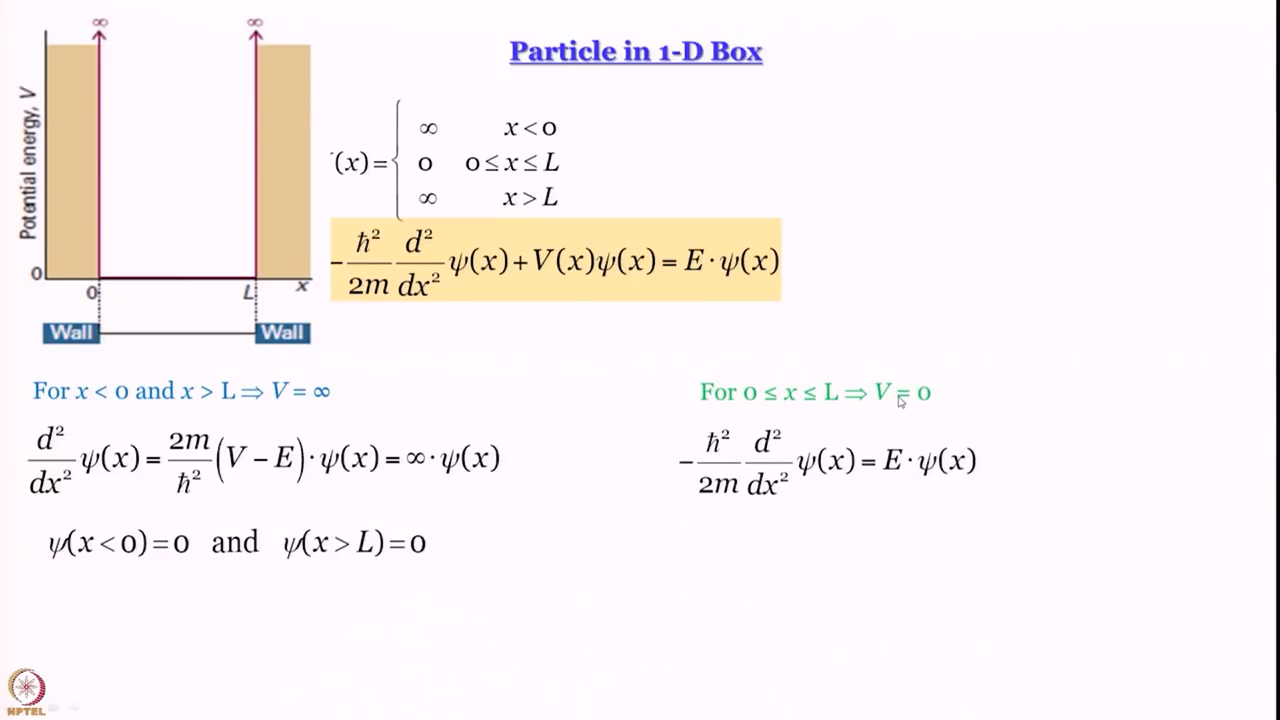 Particle in 1-D Box
∞ ∞
Potential energy, V
0
0 L x
Wall Wall
(x) = { ∞ x < 0
0 0 ≤ x ≤ L
∞ x > L
-ħ²/2m d²/dx² ψ(x) + V(x)ψ(x) = E · ψ(x)
For x < 0 and x > L ⇒ V = ∞
d²/dx² ψ(x) = 2m/ħ² (V – E) · ψ(x) = ∞ · ψ(x)
ψ(x < 0) = 0 and ψ(x > L) = 0
For 0 ≤ x ≤ L ⇒ V = 0
-ħ²/2m d²/dx² ψ(x) = E · ψ(x)
NPTEL